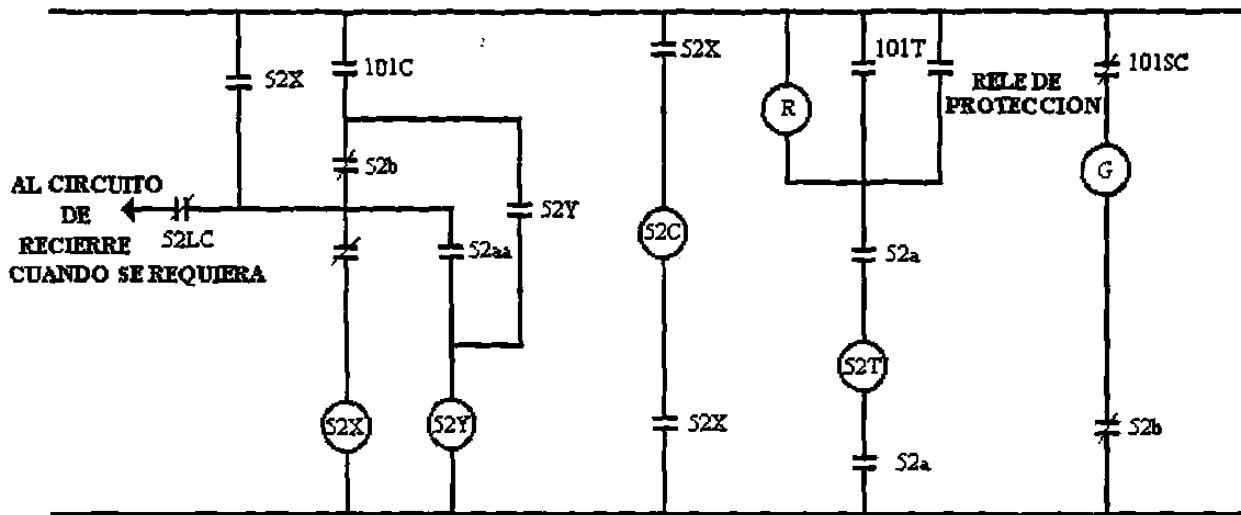 52X
101C
52X
101T
101SC
RELE DE
PROTECCION
R
52b
G
AL CIRCUITO
DE
RECIERRE
CUANDO SE REQUIERA
52LC
52Y
52aa
52C
52a
52T
52X
52Y
52X
52a
52b